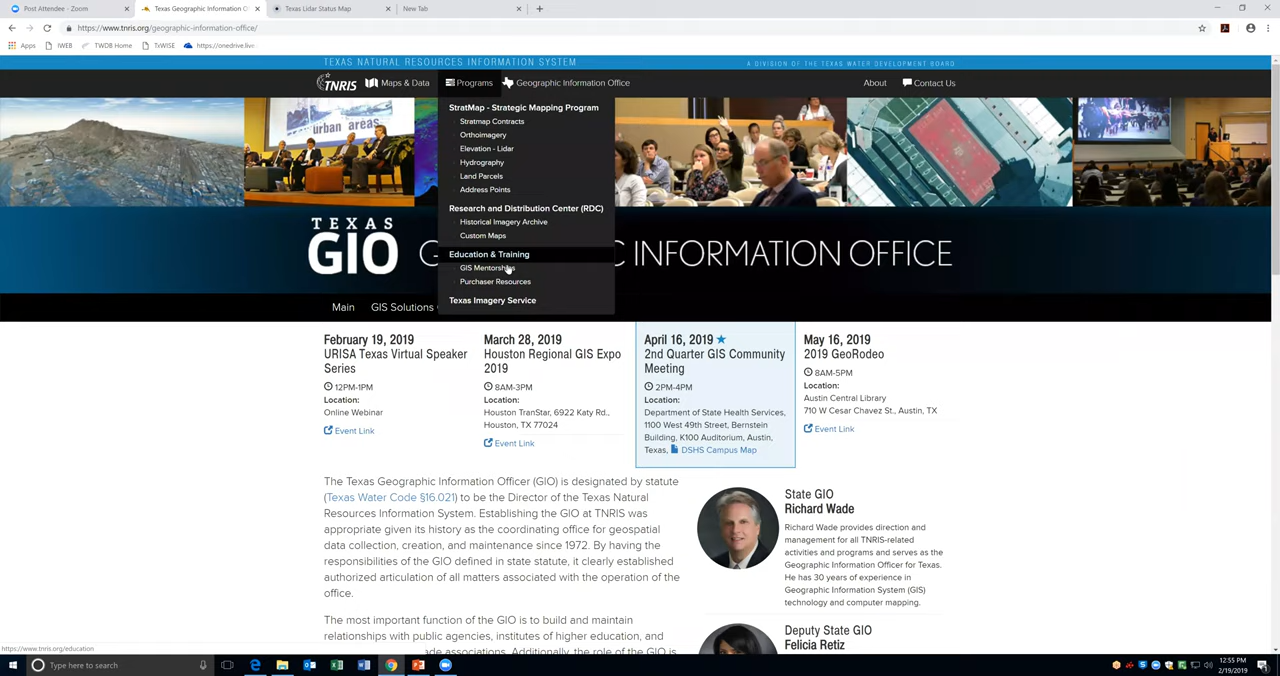 Post Attendee - Zoom
Texas Geographic Information O
Texas Lidar Status Map
New Tab
https://www.tnris.org/geographic-information-office/
Apps
IWEB
TWDB Home
TxWISE
https://onedrive.live
TEXAS NATURAL RESOURCES INFORMATION SYSTEM
A DIVISION OF THE TEXAS WATER DEVELOPMENT BOARD
TNRIS
Maps & Data
Programs
Geographic Information Office
About
Contact Us
StratMap - Strategic Mapping Program
Stratmap Contracts
Orthoimagery
Elevation - Lidar
Hydrography
Land Parcels
Address Points
Research and Distribution Center (RDC)
Historical Imagery Archive
Custom Maps
Education & Training
GIS Mentorships
Purchaser Resources
Texas Imagery Service
urban areas
TEXAS
GIO
INFORMATION OFFICE
Main
GIS Solutions
February 19, 2019
URISA Texas Virtual Speaker
Series
12PM-1PM
Location:
Online Webinar
Event Link
March 28, 2019
Houston Regional GIS Expo
2019
8AM-3PM
Location:
Houston TranStar, 6922 Katy Rd.,
Houston, TX 77024
Event Link
April 16, 2019
2nd Quarter GIS Community
Meeting
2PM-4PM
Location:
Department of State Health Services,
1100 West 49th Street, Bernstein
Building, K100 Auditorium, Austin,
Texas, DSHS Campus Map
May 16, 2019
2019 GeoRodeo
8AM-5PM
Location:
Austin Central Library
710 W Cesar Chavez St., Austin, TX
Event Link
The Texas Geographic Information Officer (GIO) is designated by statute
(Texas Water Code §16.021) to be the Director of the Texas Natural
Resources Information System. Establishing the GIO at TNRIS was
appropriate given its history as the coordinating office for geospatial
data collection, creation, and maintenance since 1972. By having the
responsibilities of the GIO defined in state statute, it clearly established
authorized articulation of all matters associated with the operation of the
office.
The most important function of the GIO is to build and maintain
relationships with public agencies, institutes of higher education, and
ade associations. Additionally, the role of the GIO is
State GIO
Richard Wade
Richard Wade provides direction and
management for all TNRIS-related
activities and programs and serves as the
Geographic Information Officer for Texas.
He has 30 years of experience in
Geographic Information System (GIS)
technology and computer mapping.
Deputy State GIO
Felicia Retiz
https://www.tnris.org/education
Type here to search
12:55 PM
2/19/2019